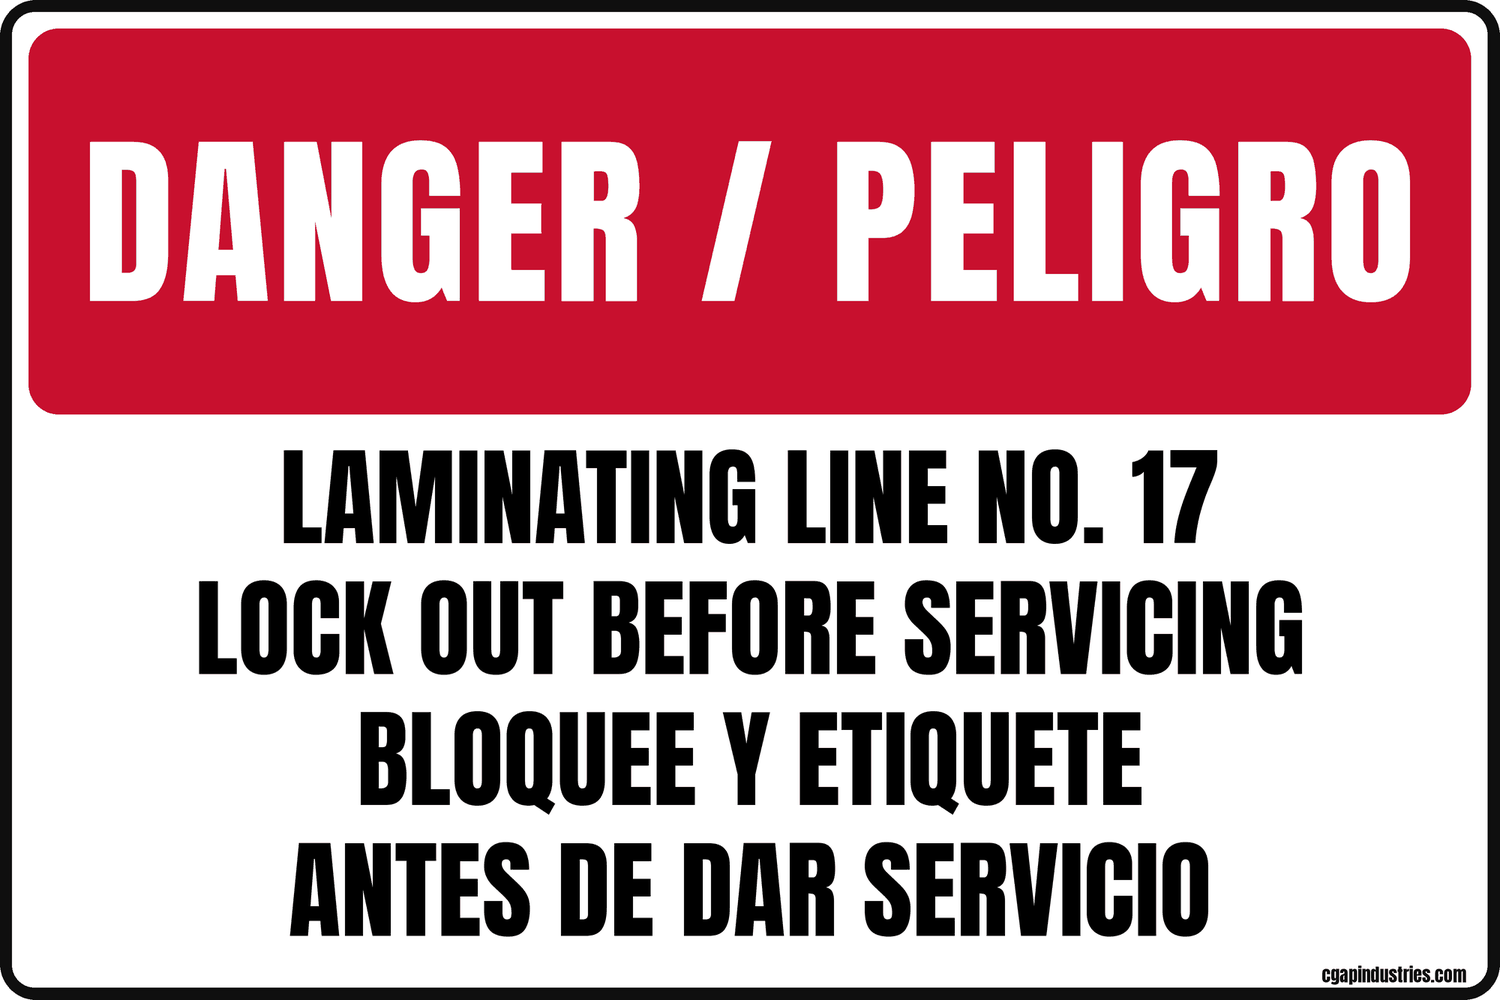 DANGER / PELIGRO
LAMINATING LINE NO. 17
LOCK OUT BEFORE SERVICING
BLOQUEE Y ETIQUETE
ANTES DE DAR SERVICIO
cgapindustries.com